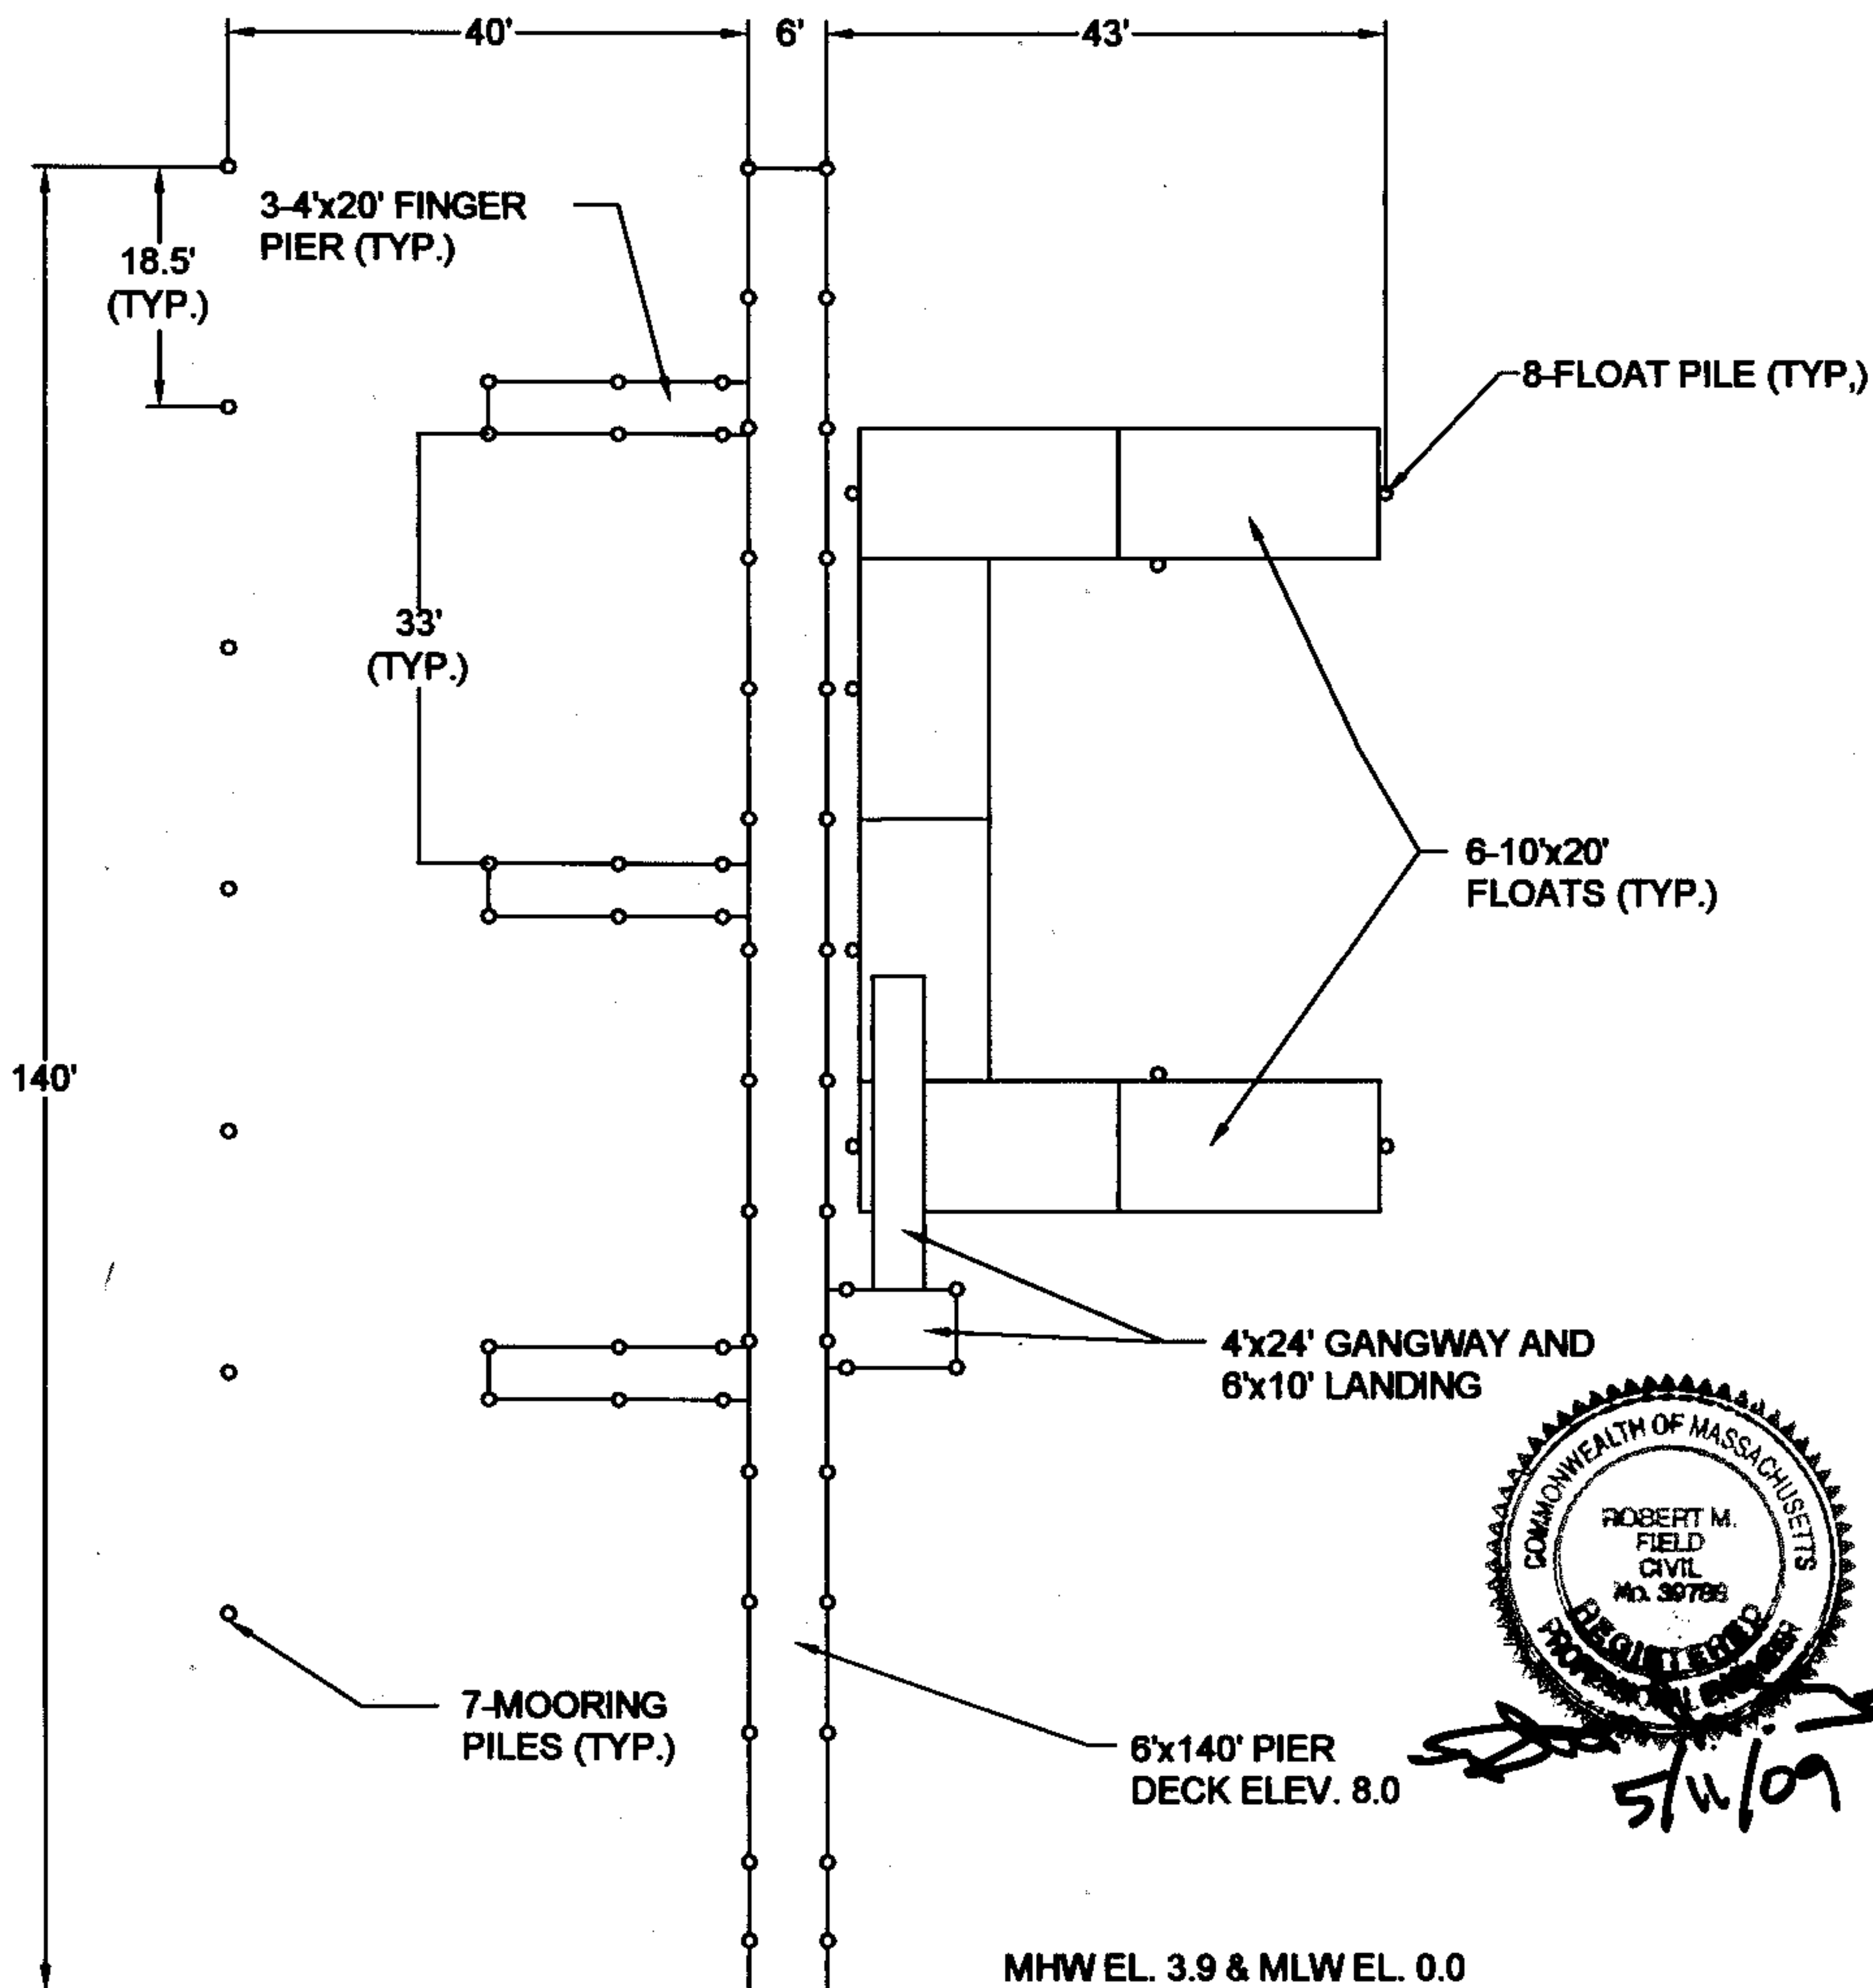 40'
6'
43'
3-4'x20' FINGER
PIER (TYP.)
18.5'
(TYP.)
8-FLOAT PILE (TYP,)
33'
(TYP.)
6-10'x20'
FLOATS (TYP.)
140'
4'x24' GANGWAY AND
6'x10' LANDING
COMMONWEALTH OF MASSACHUSETTS
ROBERT M.
FIELD
CIVIL
No.
REGISTERED
PROFESSIONAL ENGINEER
7-MOORING
PILES (TYP.)
6'x140' PIER
DECK ELEV. 8.0
5/11/09
MHW EL. 3.9 & MLW EL. 0.0